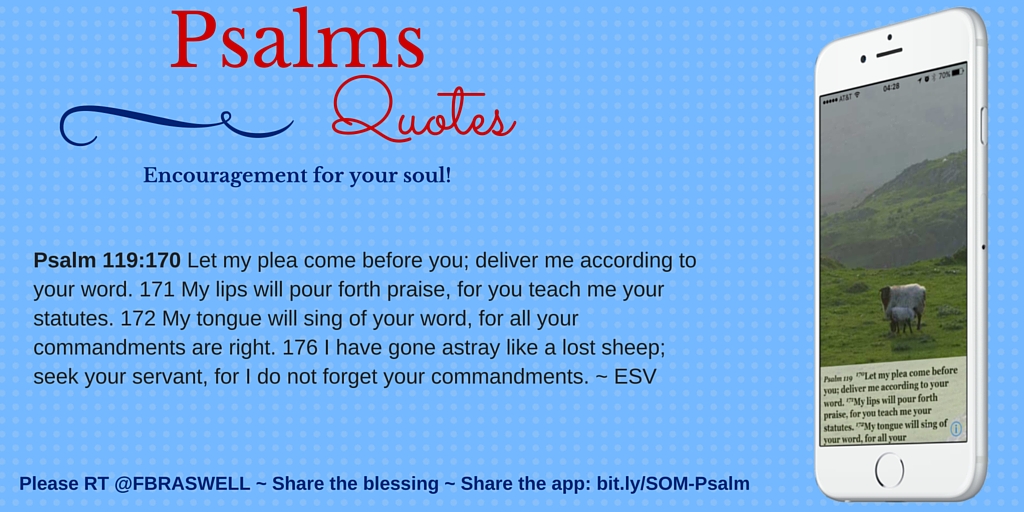 Psalms
Quotes
Encouragement for your soul!
Psalm 119:170 Let my plea come before you; deliver me according to
your word. 171 My lips will pour forth praise, for you teach me your
statutes. 172 My tongue will sing of your word, for all your
commandments are right. 176 I have gone astray like a lost sheep;
seek your servant, for I do not forget your commandments. ~ ESV
Please RT @FBRASWELL ~ Share the blessing ~ Share the app: bit.ly/SOM-Psalm
AT&T 04:28 70%
Psalm 119 170Let my plea come before
you; deliver me according to your
word. 171My lips will pour forth
praise, for you teach me your
statutes. 172My tongue will sing of
your word, for all your